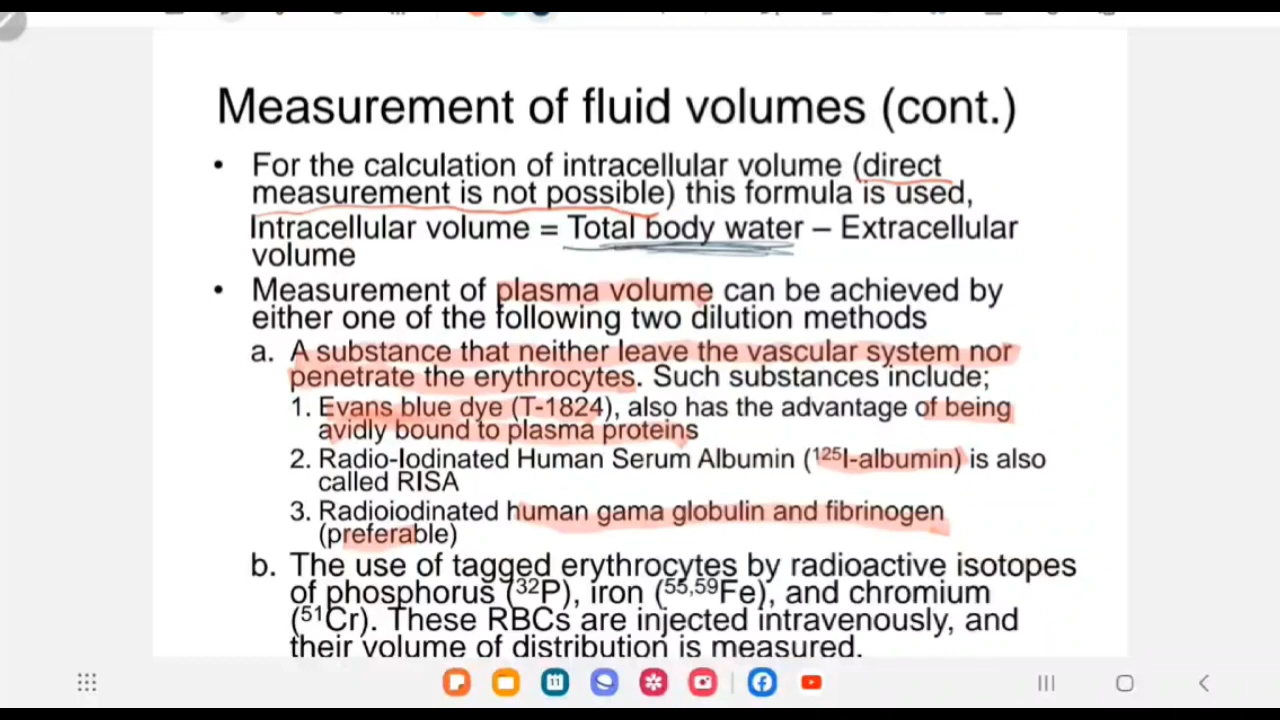 Measurement of fluid volumes (cont.)
• For the calculation of intracellular volume (direct
measurement is not possible) this formula is used,
Intracellular volume = Total body water – Extracellular
volume
• Measurement of plasma volume can be achieved by
either one of the following two dilution methods
a. A substance that neither leave the vascular system nor
penetrate the erythrocytes. Such substances include;
1. Evans blue dye (T-1824), also has the advantage of being
avidly bound to plasma proteins
2. Radio-Iodinated Human Serum Albumin (¹²⁵I-albumin) is also
called RISA
3. Radioiodinated human gama globulin and fibrinogen
(preferable)
b. The use of tagged erythrocytes by radioactive isotopes
of phosphorus (³²P), iron (⁵⁵,⁵⁹Fe), and chromium
(⁵¹Cr). These RBCs are injected intravenously, and
their volume of distribution is measured.
11